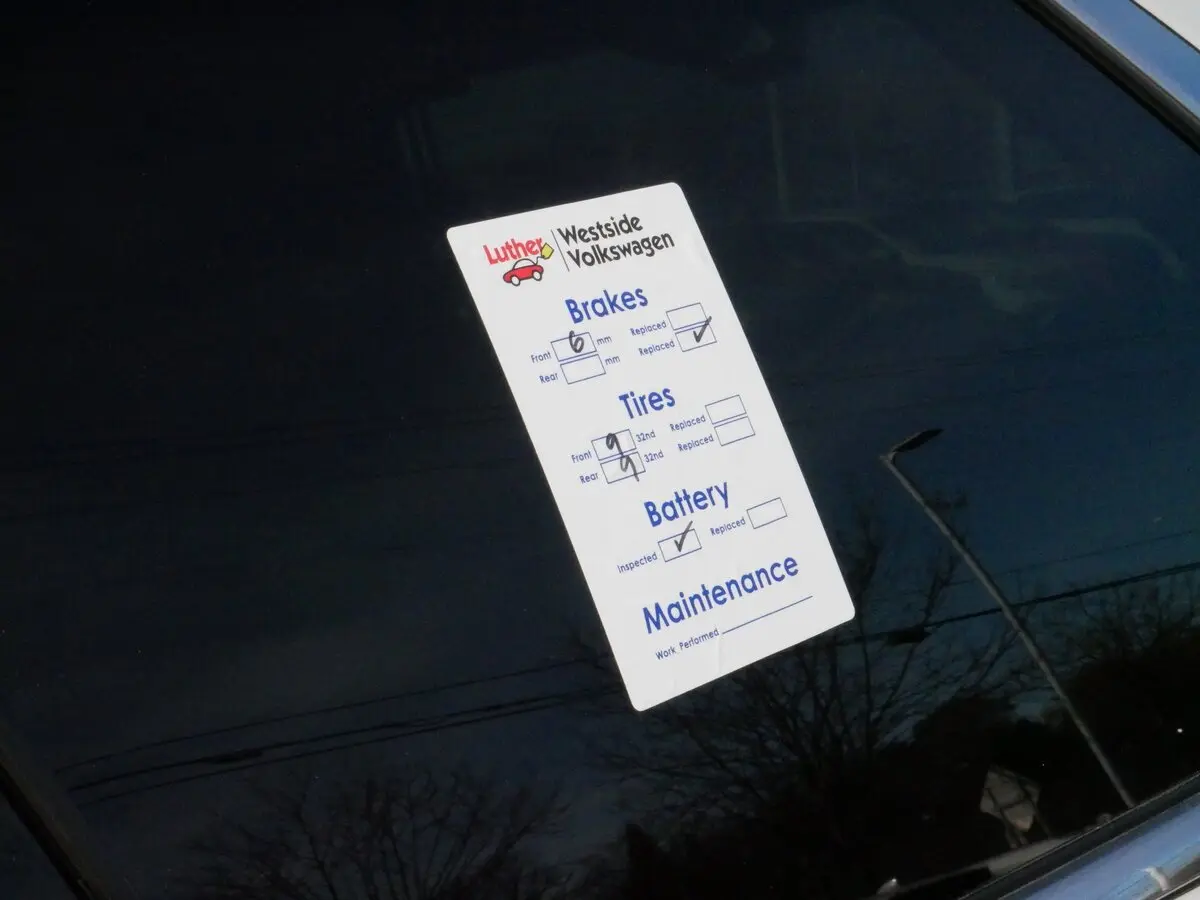 Luther Westside
Volkswagen
Brakes
Front 6 mm Replaced
Rear mm Replaced ✓
Tires
Front 9 32nd Replaced
Rear 9 32nd Replaced
Battery
Inspected ✓ Replaced
Maintenance
Work Performed